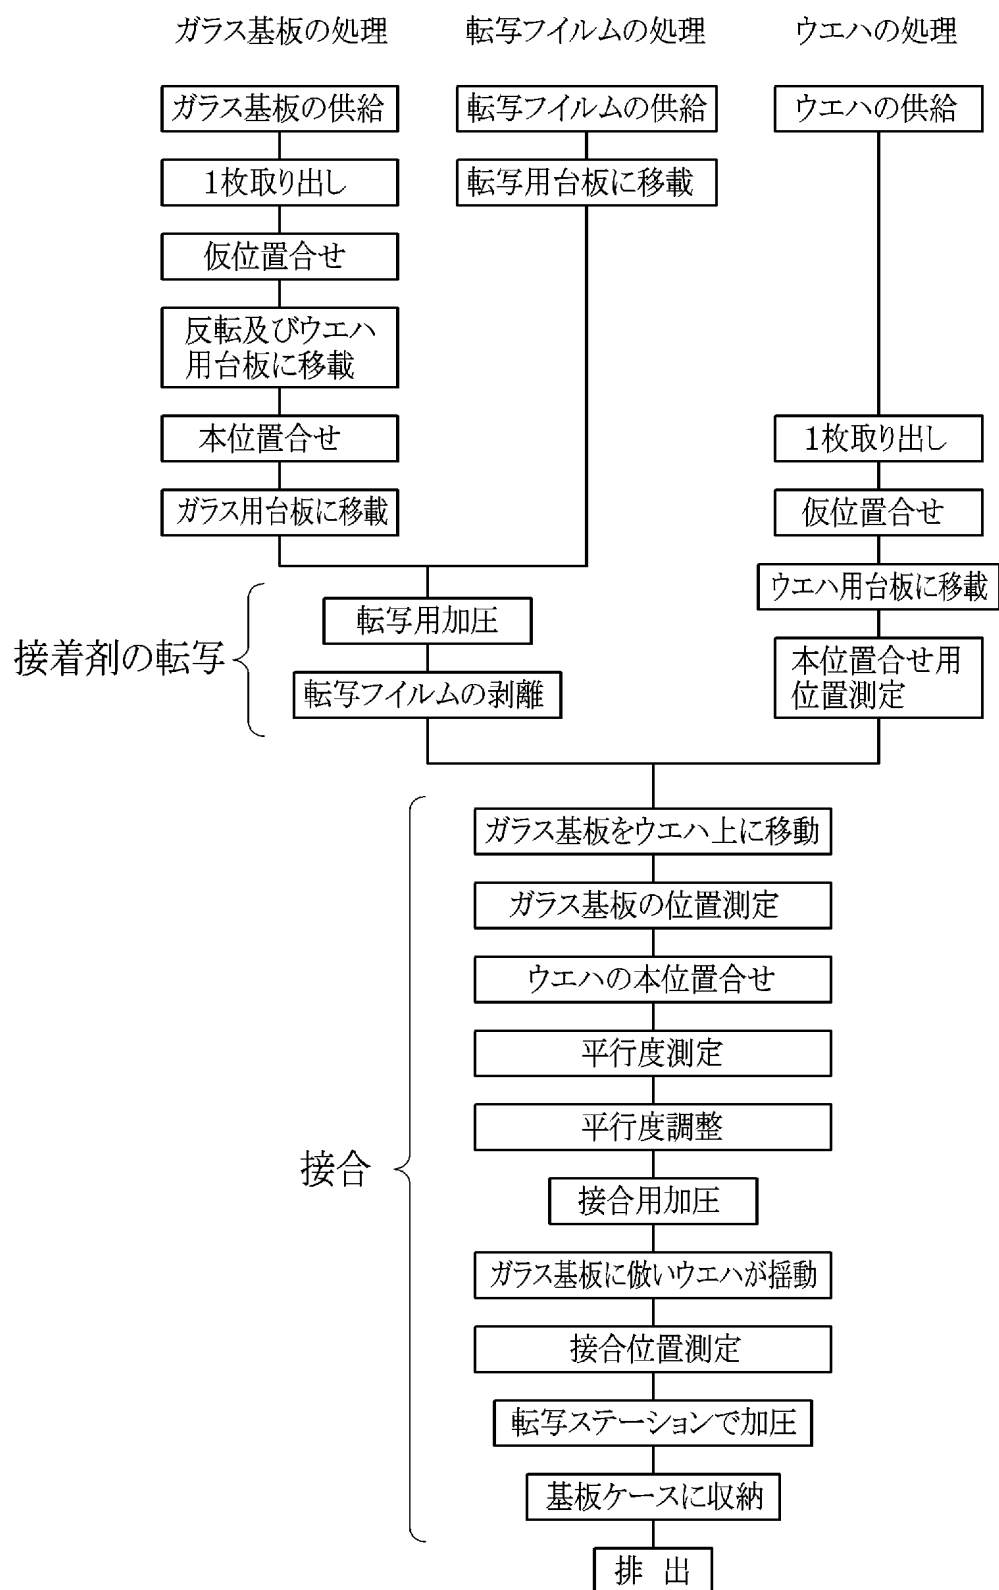 ガラス基板の処理
転写フイルムの処理
ウエハの処理
ガラス基板の供給
1枚取り出し
仮位置合せ
反転及びウエハ
用台板に移載
本位置合せ
ガラス用台板に移載
転写フイルムの供給
転写用台板に移載
ウエハの供給
1枚取り出し
仮位置合せ
ウエハ用台板に移載
本位置合せ用
位置測定
接着剤の転写
転写用加圧
転写フイルムの剥離
接合
ガラス基板をウエハ上に移動
ガラス基板の位置測定
ウエハの本位置合せ
平行度測定
平行度調整
接合用加圧
ガラス基板に倣いウエハが揺動
接合位置測定
転写ステーションで加圧
基板ケースに収納
排 出